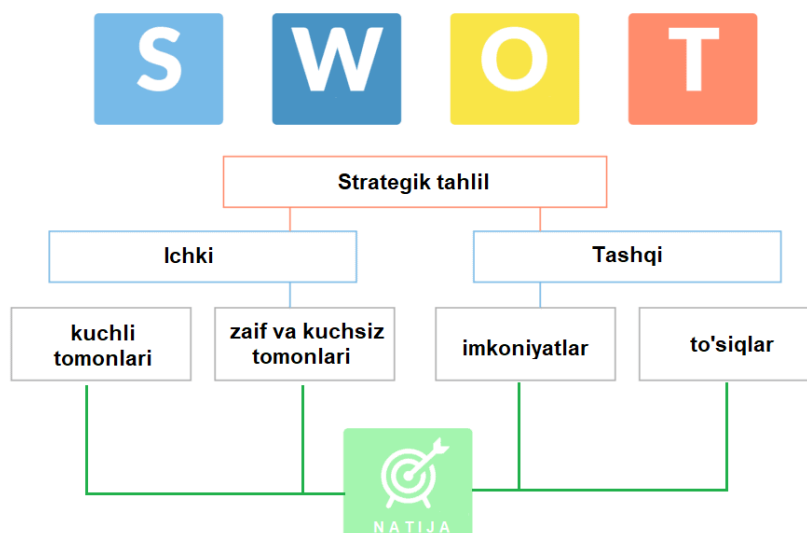 S W O T
Strategik tahlil
Ichki
Tashqi
kuchli
tomonlari
zaif va kuchsiz
tomonlari
imkoniyatlar
to'siqlar
NATIJA